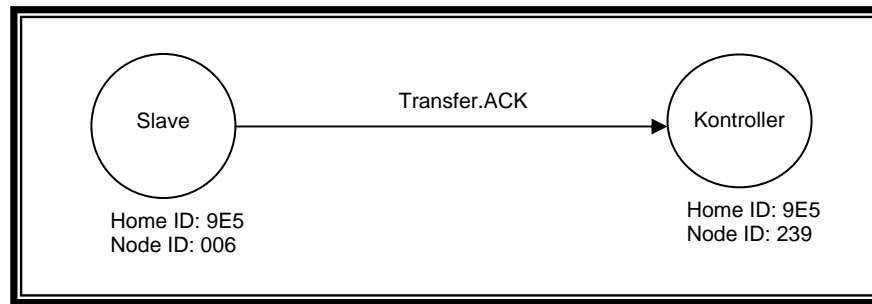 Transfer.ACK
Slave
Kontroller
Home ID: 9E5
Node ID: 006
Home ID: 9E5
Node ID: 239